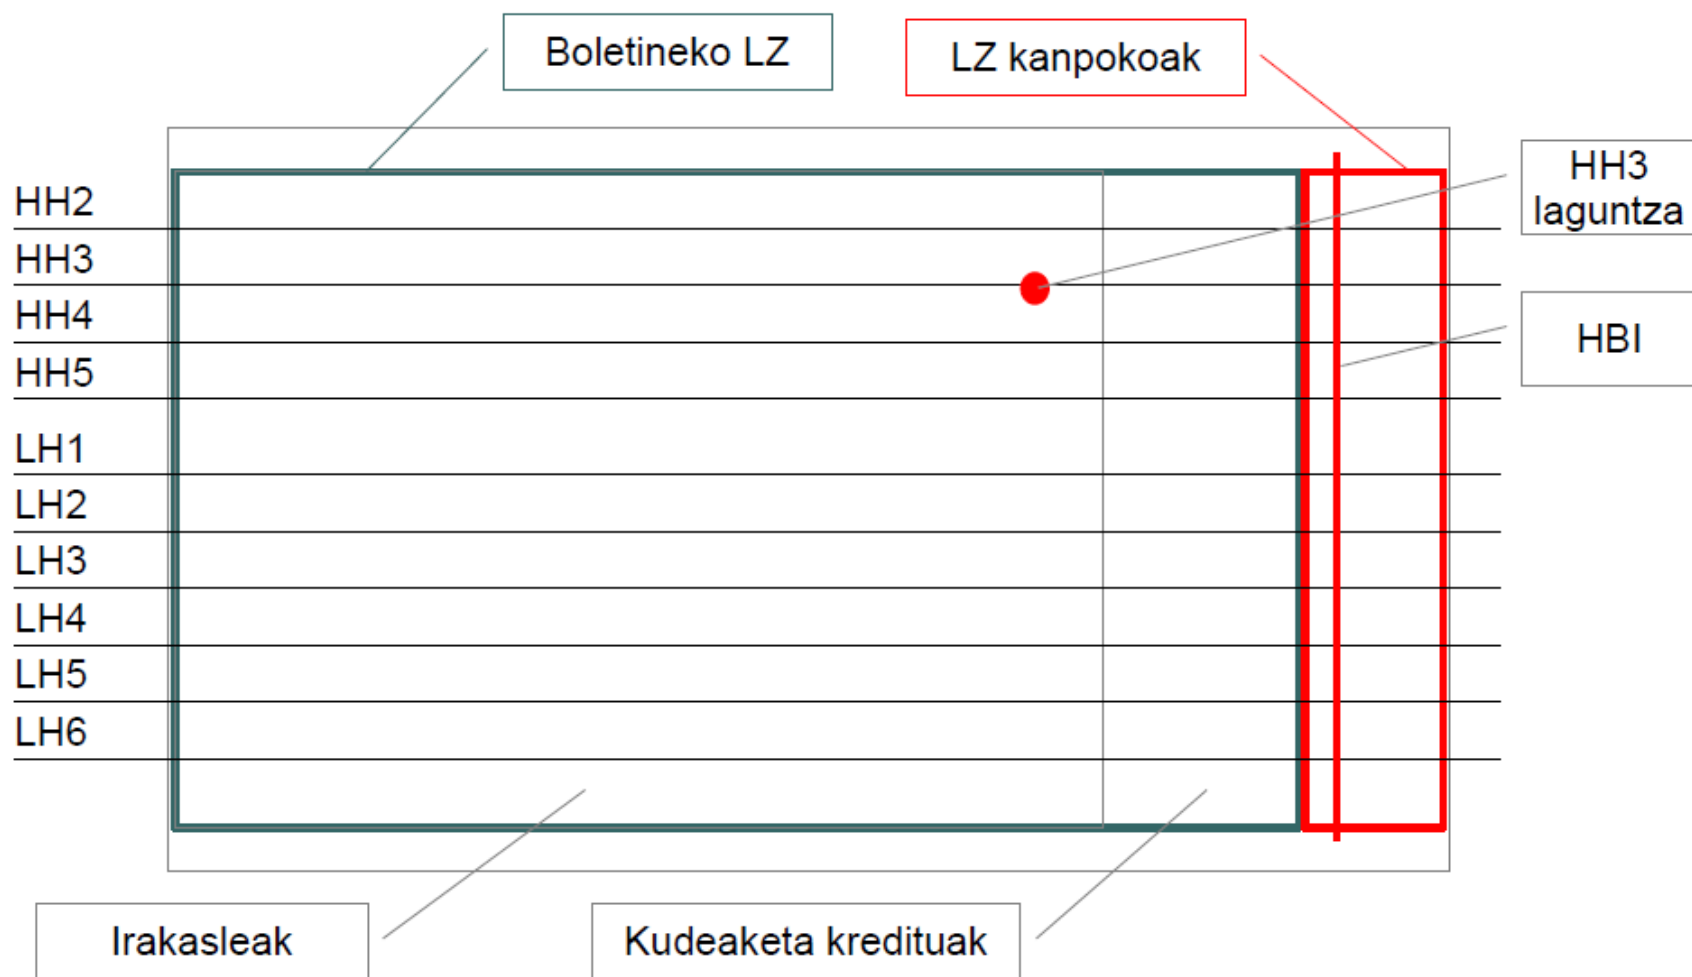 Boletineko LZ
LZ kanpokoak
HH3
laguntza
HBI
HH2
HH3
HH4
HH5
LH1
LH2
LH3
LH4
LH5
LH6
Irakasleak
Kudeaketa kredituak